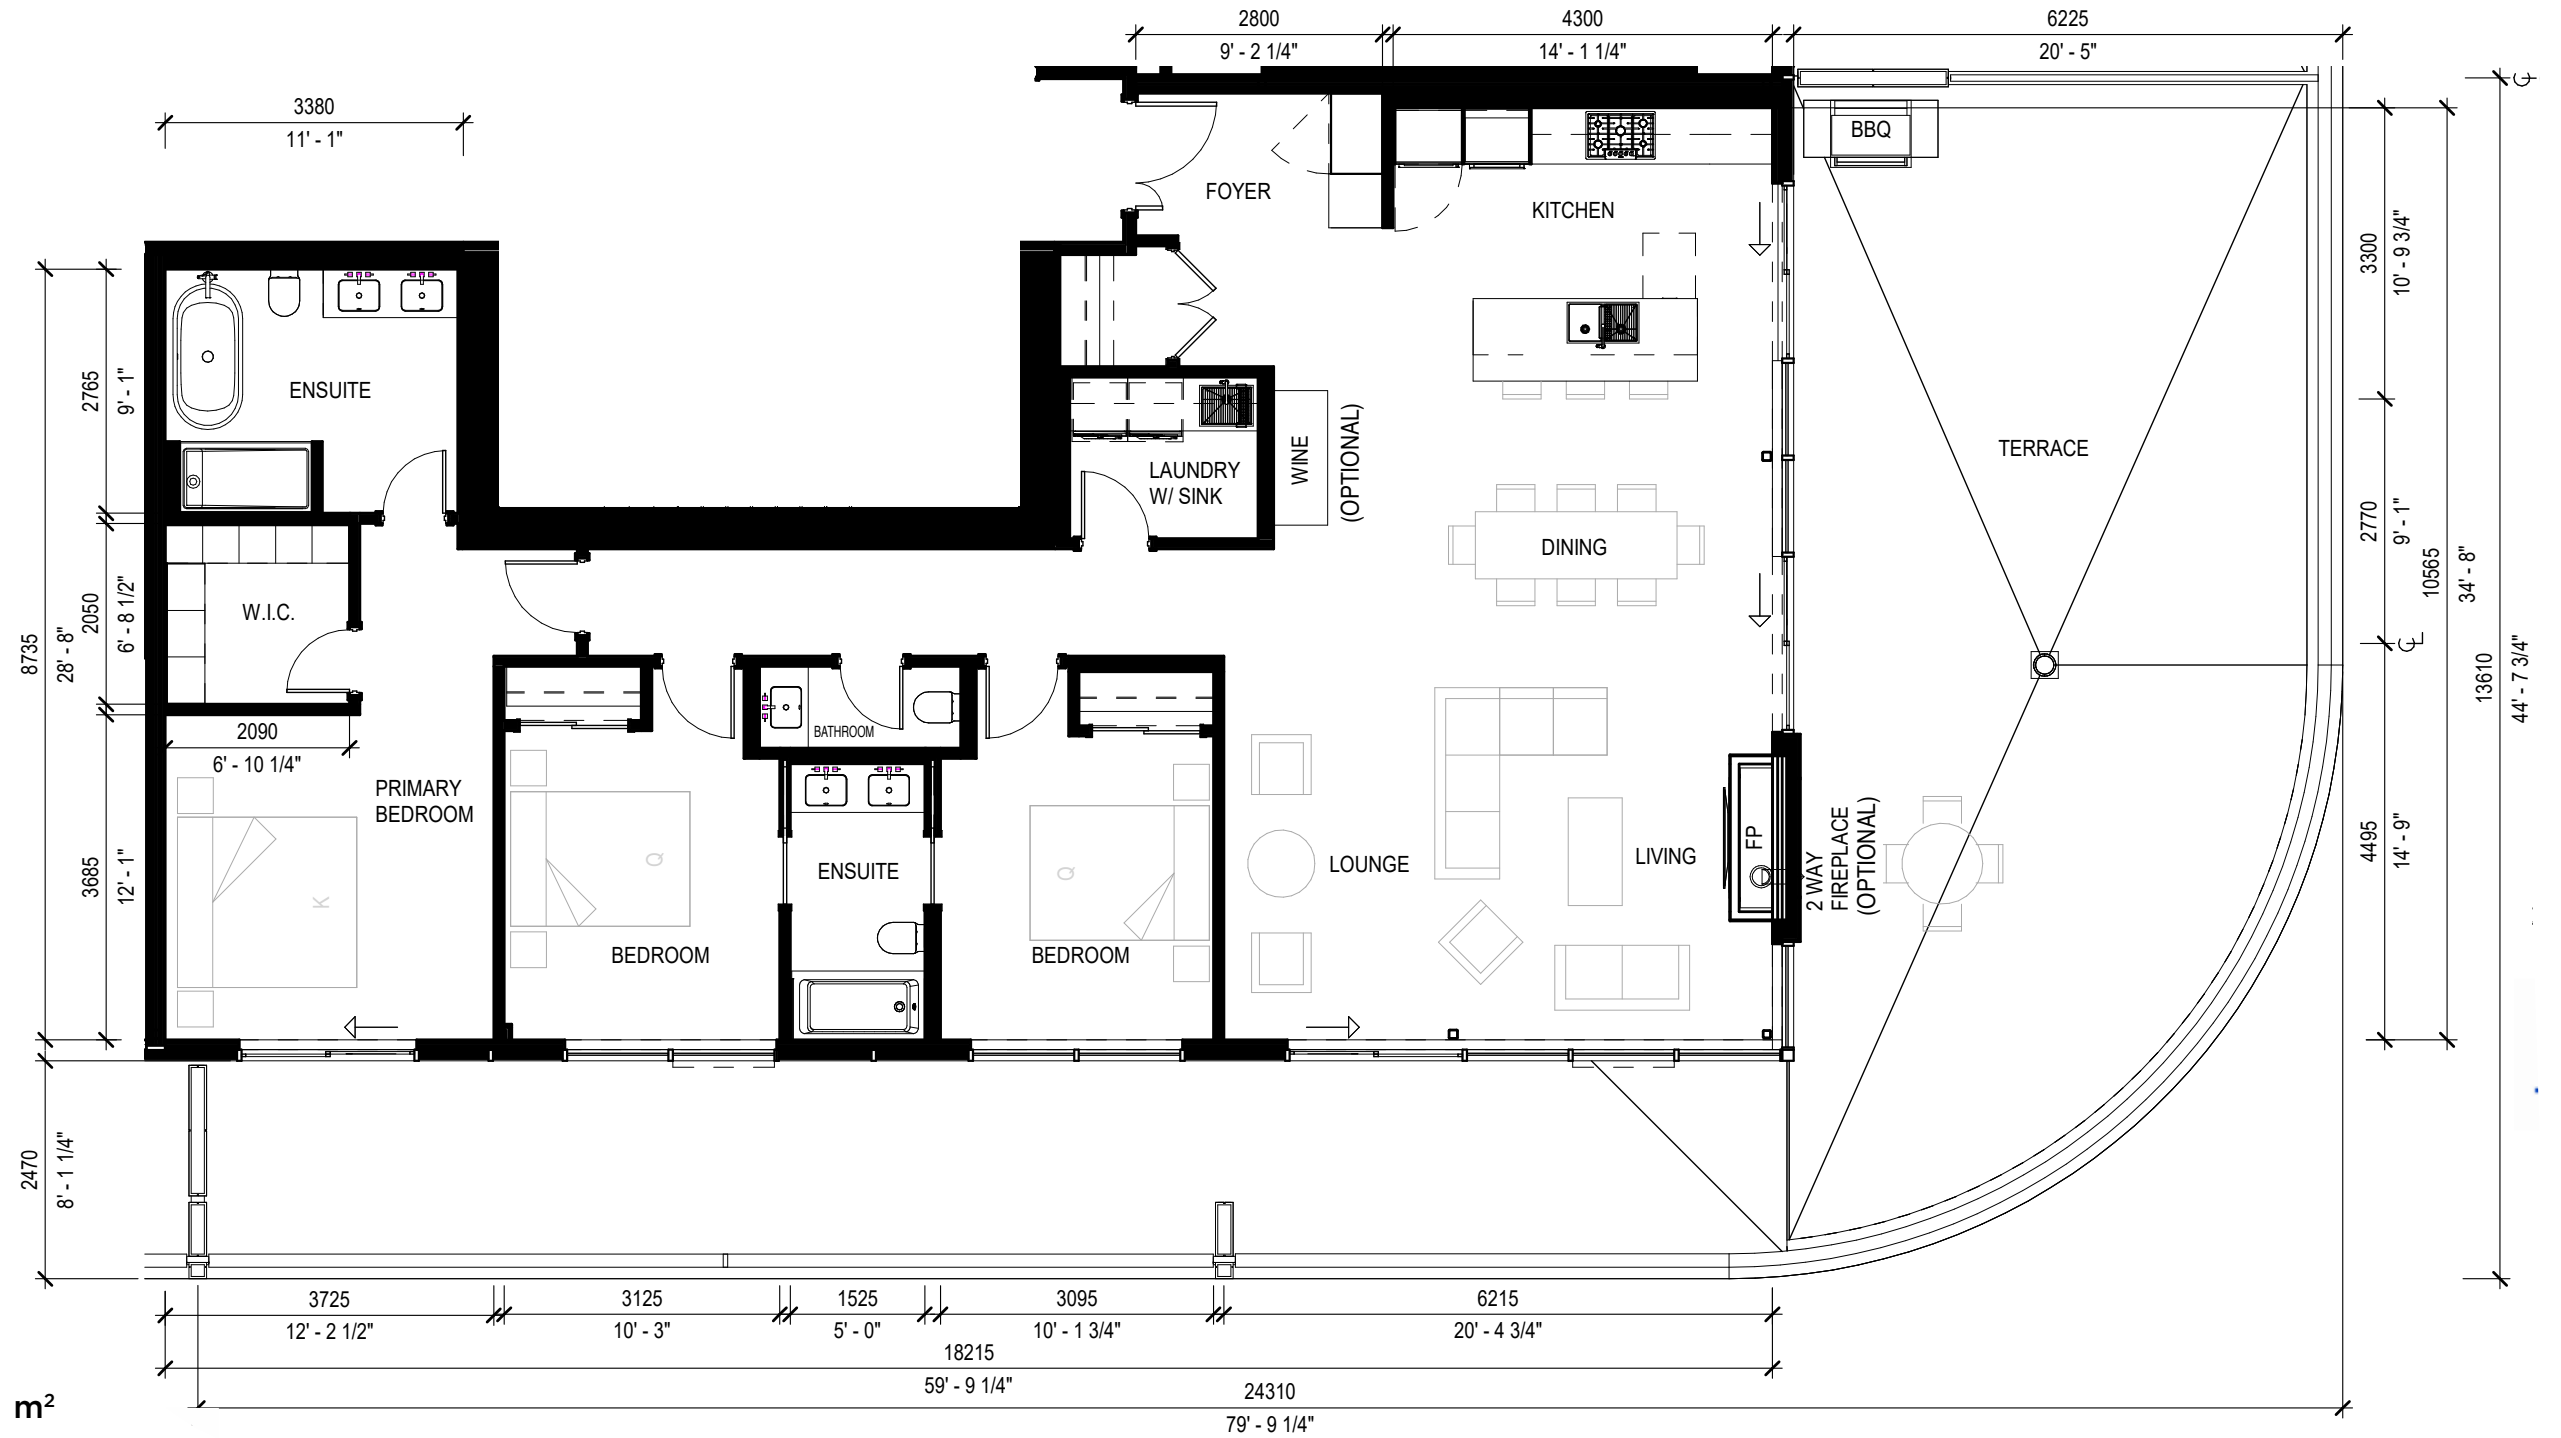 2800
9' - 2 1/4"
4300
14' - 1 1/4"
6225
20' - 5"
3380
11' - 1"
BBQ
FOYER
KITCHEN
ENSUITE
LAUNDRY
W/ SINK
WINE
(OPTIONAL)
TERRACE
DINING
W.I.C.
2090
6' - 10 1/4"
PRIMARY
BEDROOM
K
BATHROOM
Q
BEDROOM
ENSUITE
Q
BEDROOM
LOUNGE
LIVING
FP
2 WAY
FIREPLACE
(OPTIONAL)
8735
28' - 8"
2765
9' - 1"
2050
6' - 8 1/2"
3685
12' - 1"
2470
8' - 1 1/4"
3300
10' - 9 3/4"
2770
9' - 1"
4495
14' - 9"
10565
34' - 8"
13610
44' - 7 3/4"
3725
12' - 2 1/2"
3125
10' - 3"
1525
5' - 0"
3095
10' - 1 3/4"
6215
20' - 4 3/4"
18215
59' - 9 1/4"
24310
79' - 9 1/4"
m²